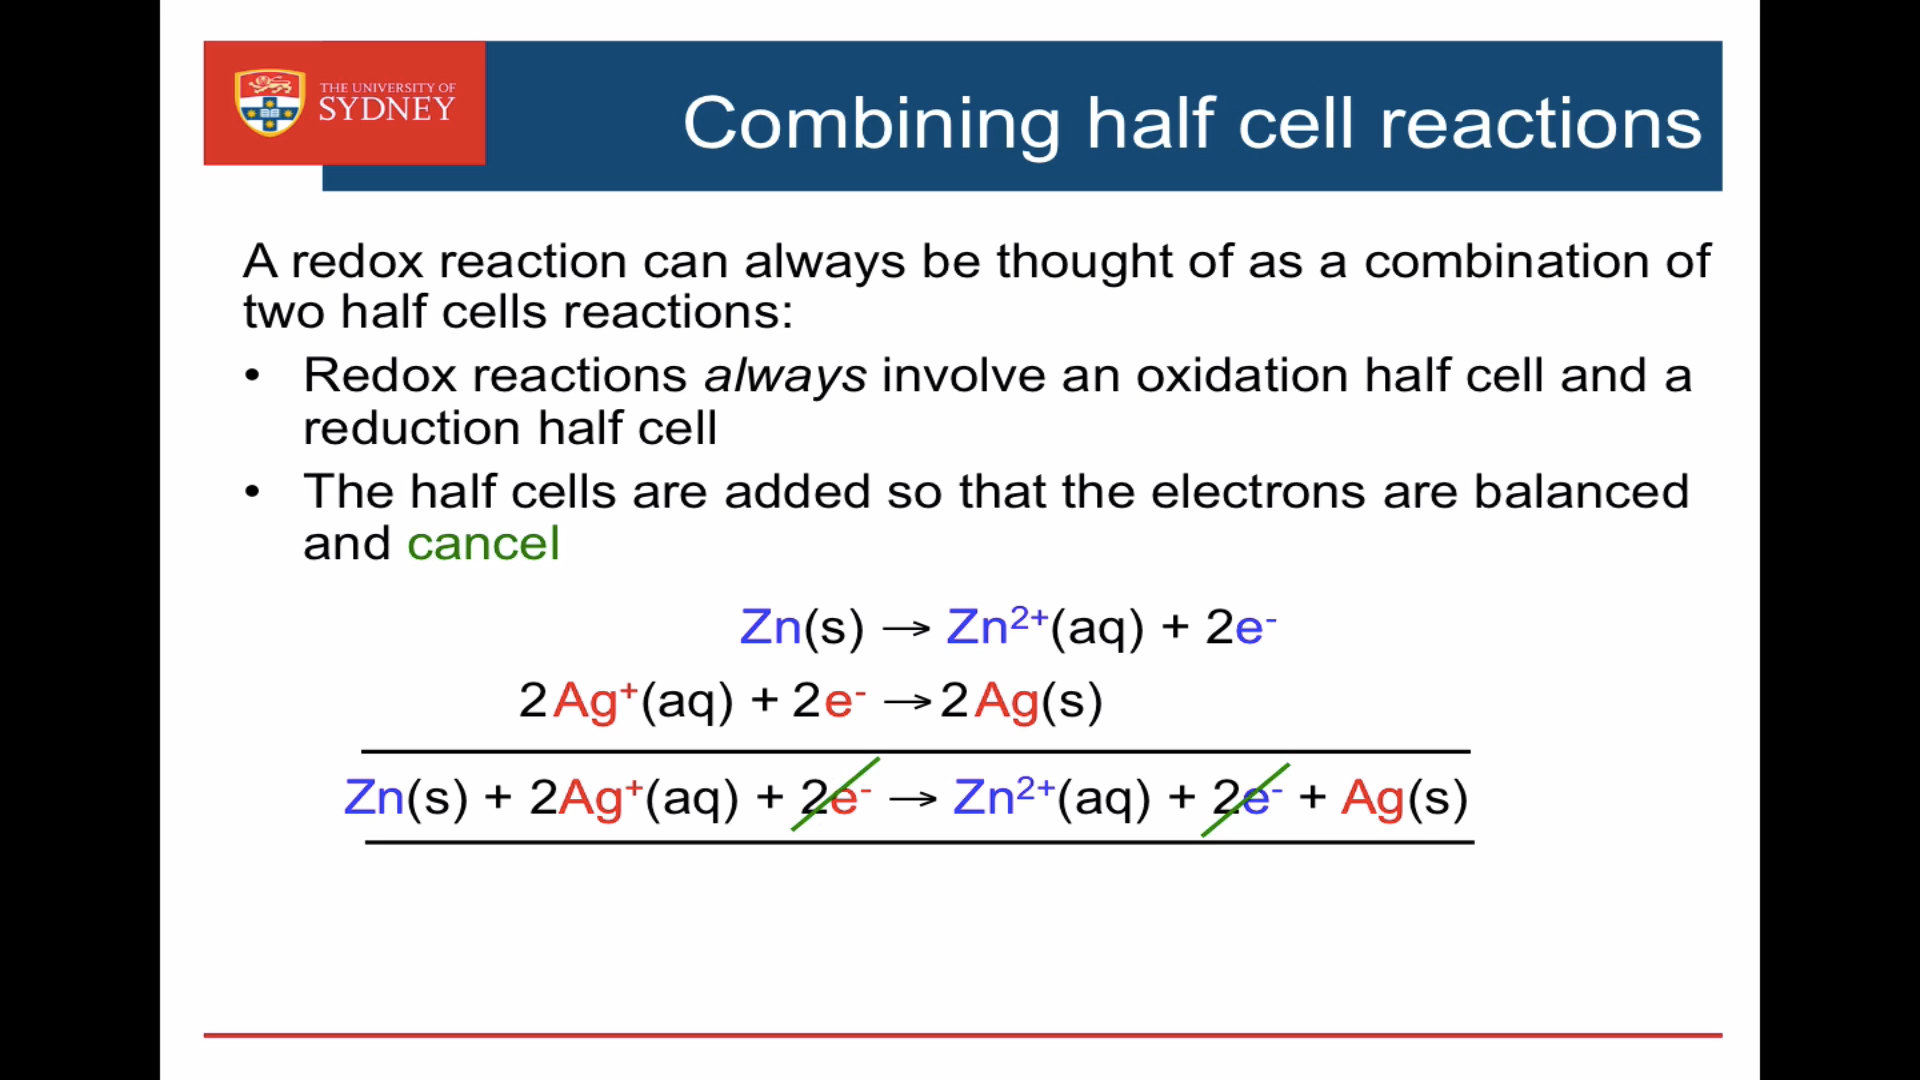 THE UNIVERSITY OF
SYDNEY
Combining half cell reactions
A redox reaction can always be thought of as a combination of
two half cells reactions:
• Redox reactions always involve an oxidation half cell and a
reduction half cell
• The half cells are added so that the electrons are balanced
and cancel
Zn(s) → Zn²⁺(aq) + 2e⁻
2Ag⁺(aq) + 2e⁻ → 2Ag(s)
Zn(s) + 2Ag⁺(aq) + 2e⁻ → Zn²⁺(aq) + 2e⁻ + Ag(s)